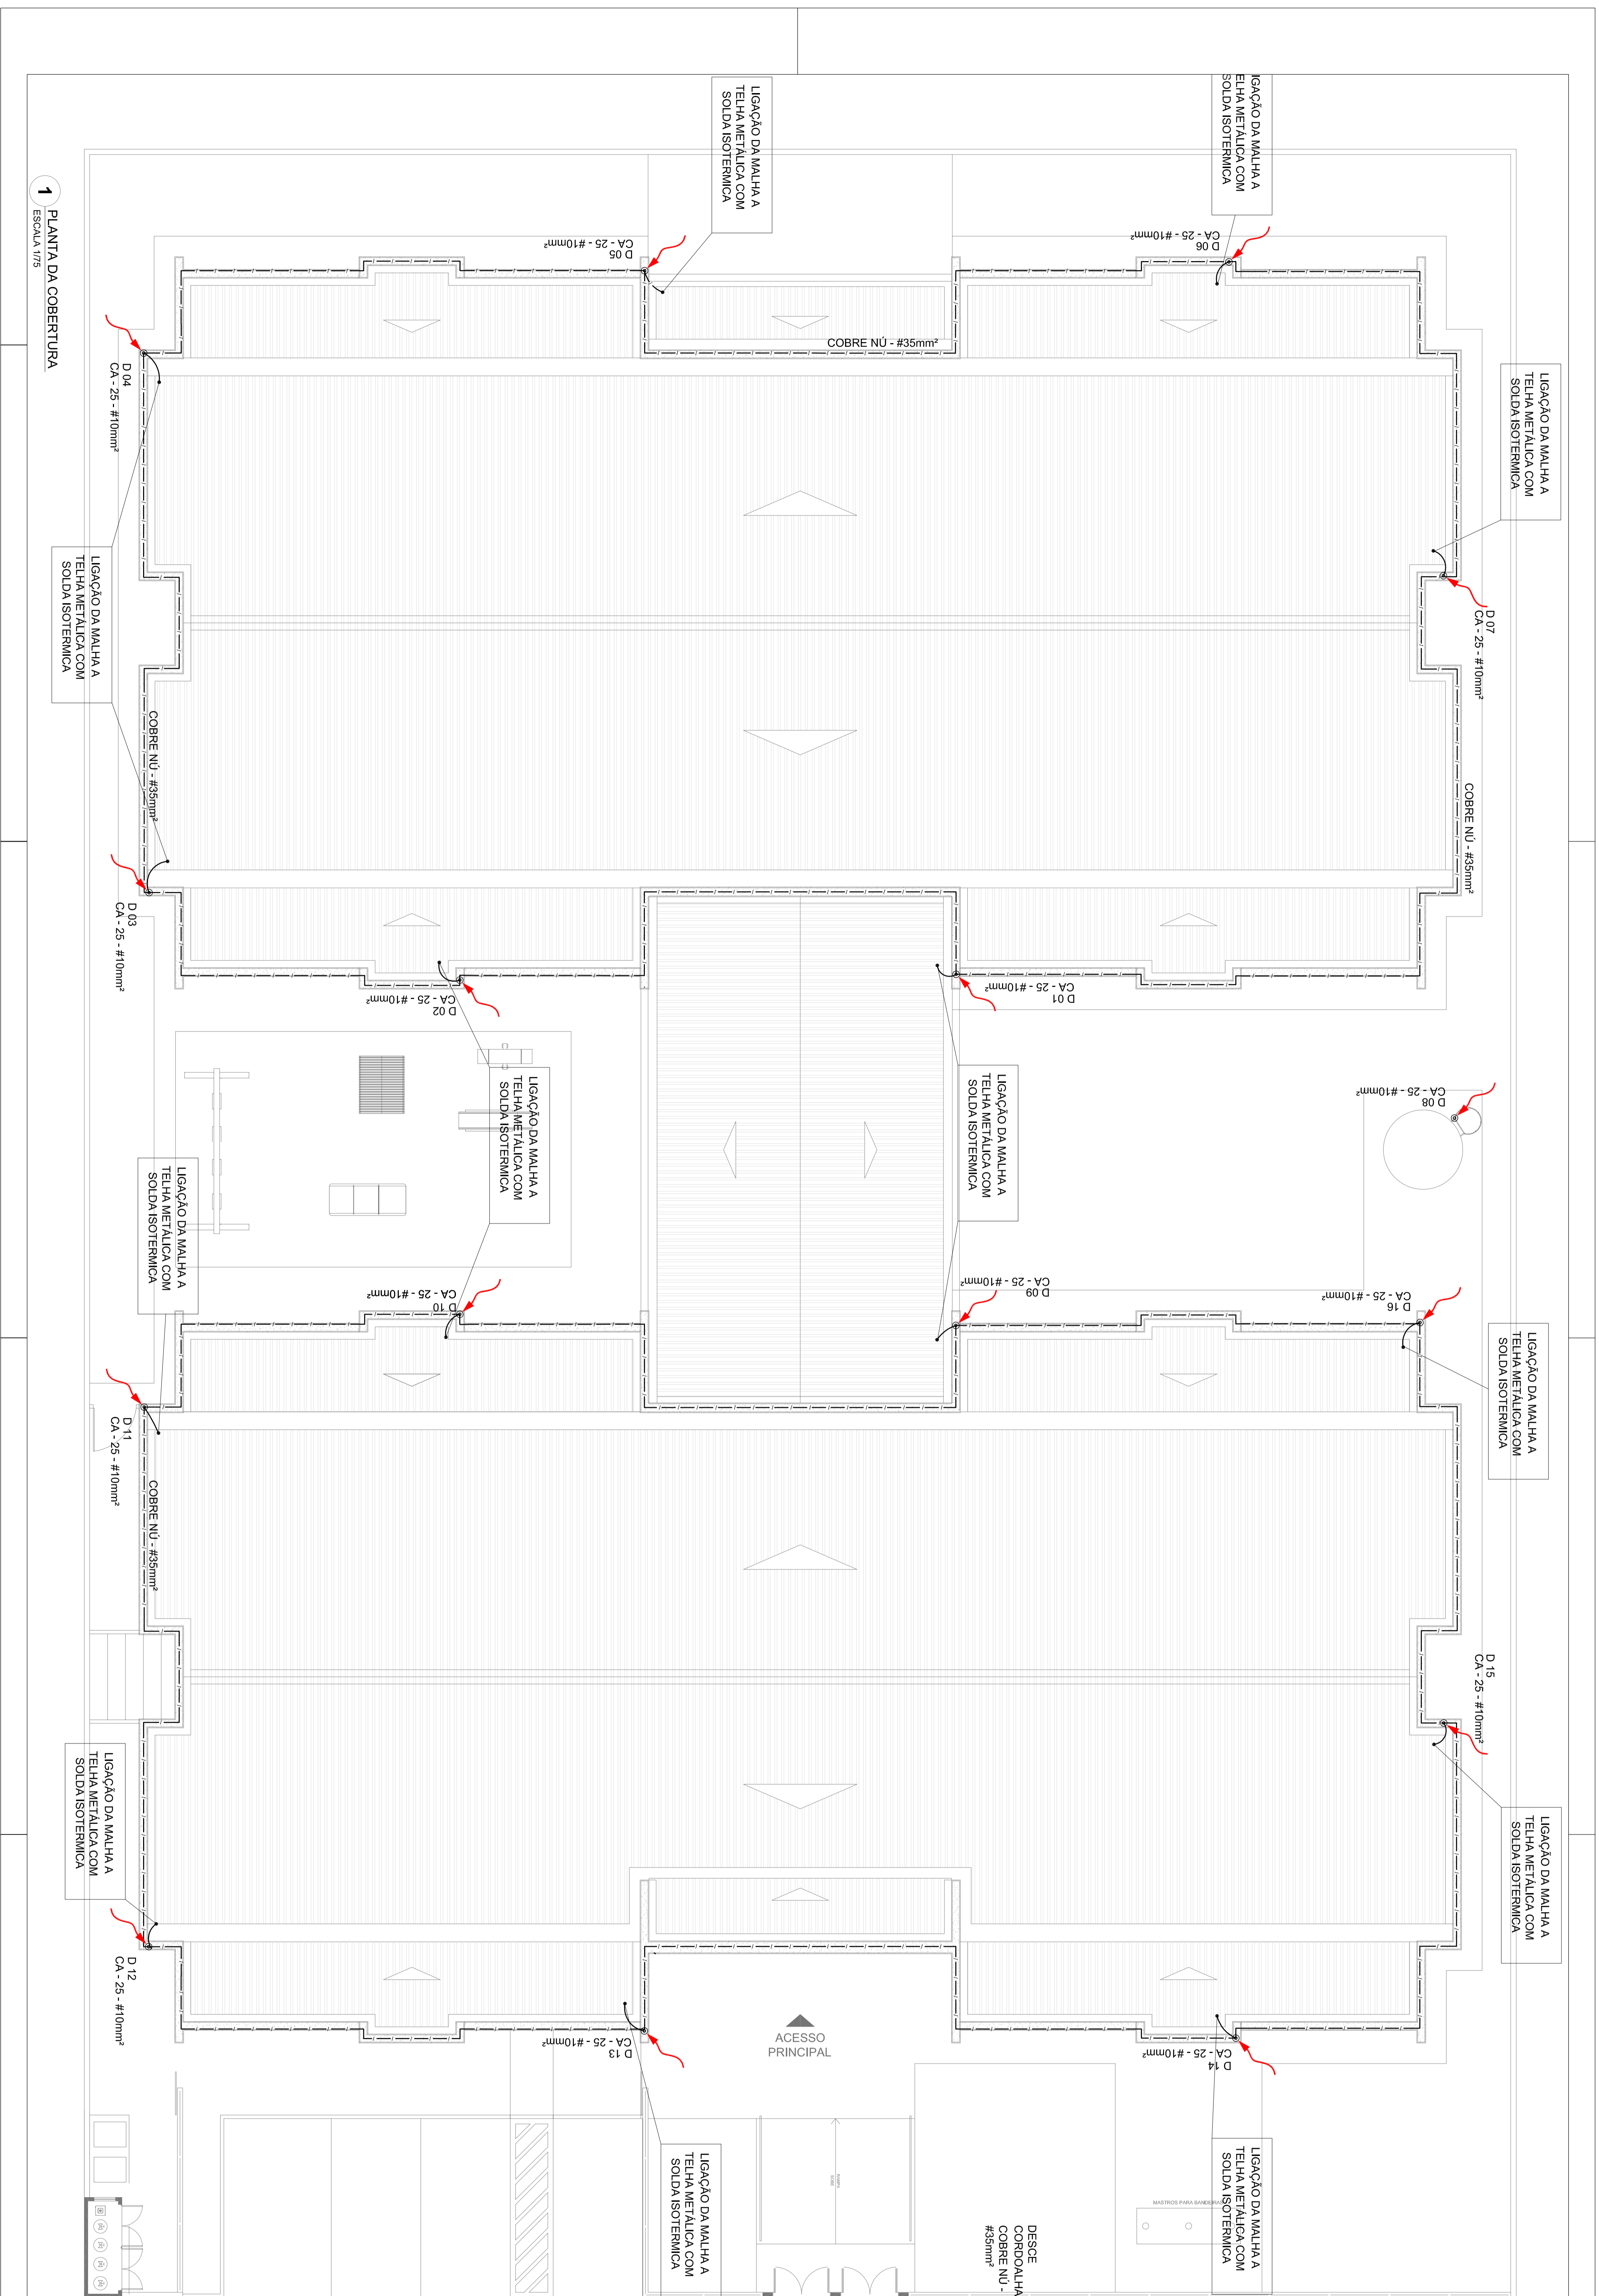 LIGAÇÃO DA MALHA A
TELHA METÁLICA COM
SOLDA ISOTERMICA
IGAÇÃO DA MALHA A
ELHA METÁLICA COM
SOLDA ISOTERMICA
1
PLANTA DA COBERTURA
ESCALA 1/75
D 05
CA - 25 - #10mm²
D 06
CA - 25 - #10mm²
COBRE NÚ - #35mm²
D 04
CA - 25 - #10mm²
LIGAÇÃO DA MALHA A
TELHA METÁLICA COM
SOLDA ISOTERMICA
LIGAÇÃO DA MALHA A
TELHA METÁLICA COM
SOLDA ISOTERMICA
D 07
CA - 25 - #10mm²
COBRE NÚ - #35mm²
COBRE NÚ - #35mm²
D 03
CA - 25 - #10mm²
D 02
CA - 25 - #10mm²
D 01
CA - 25 - #10mm²
LIGAÇÃO DA MALHA A
TELHA METÁLICA COM
SOLDA ISOTERMICA
LIGAÇÃO DA MALHA A
TELHA METÁLICA COM
SOLDA ISOTERMICA
D 08
CA - 25 - #10mm²
LIGAÇÃO DA MALHA A
TELHA METÁLICA COM
SOLDA ISOTERMICA
D 10
CA - 25 - #10mm²
D 09
CA - 25 - #10mm²
D 16
CA - 25 - #10mm²
LIGAÇÃO DA MALHA A
TELHA METÁLICA COM
SOLDA ISOTERMICA
D 11
CA - 25 - #10mm²
COBRE NÚ - #35mm²
D 15
CA - 25 - #10mm²
LIGAÇÃO DA MALHA A
TELHA METÁLICA COM
SOLDA ISOTERMICA
LIGAÇÃO DA MALHA A
TELHA METÁLICA COM
SOLDA ISOTERMICA
D 12
CA - 25 - #10mm²
D 13
CA - 25 - #10mm²
ACESSO
PRINCIPAL
D 14
CA - 25 - #10mm²
LIGAÇÃO DA MALHA A
TELHA METÁLICA COM
SOLDA ISOTERMICA
LIGAÇÃO DA MALHA A
TELHA METÁLICA COM
SOLDA ISOTERMICA
MASTROS PARA BANDEIRAS
DESCE
CORDOALHA
COBRE NÚ -
#35mm²